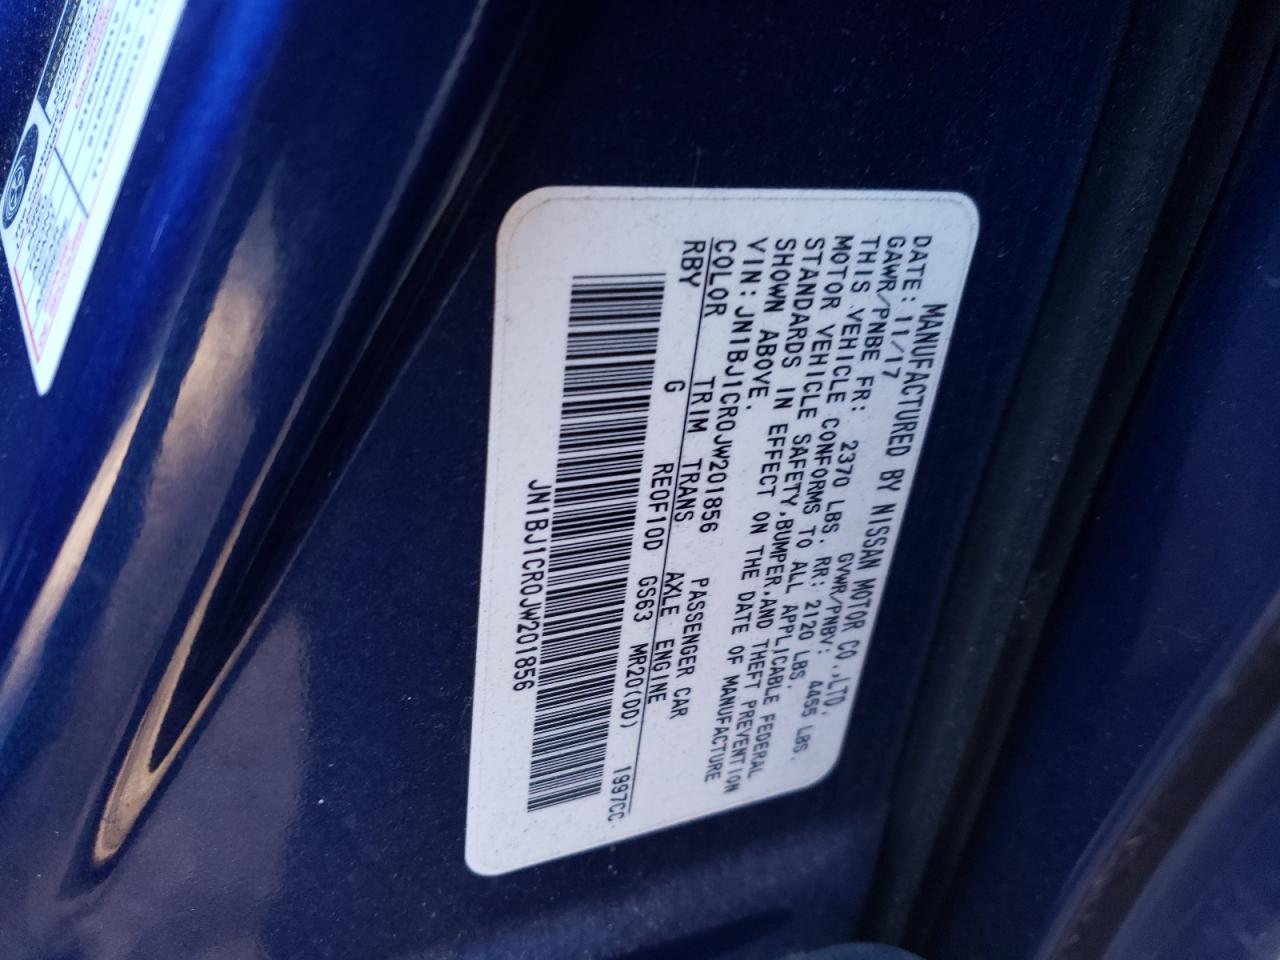 MANUFACTURED BY NISSAN MOTOR CO.,LTD.
DATE: 11/17 GVWR/PNBV: 4455 LBS.
GAWR/PNBE FR: 2370 LBS. RR: 2120 LBS.
THIS VEHICLE CONFORMS TO ALL APPLICABLE FEDERAL
MOTOR VEHICLE SAFETY,BUMPER,AND THEFT PREVENTION
STANDARDS IN EFFECT ON THE DATE OF MANUFACTURE
SHOWN ABOVE.
VIN: JN1BJ1CR0JW201856 PASSENGER CAR
COLOR TRIM TRANS AXLE ENGINE
RBY G RE0F10D GS63 MR20(DD) 1997CC
JN1BJ1CR0JW201856